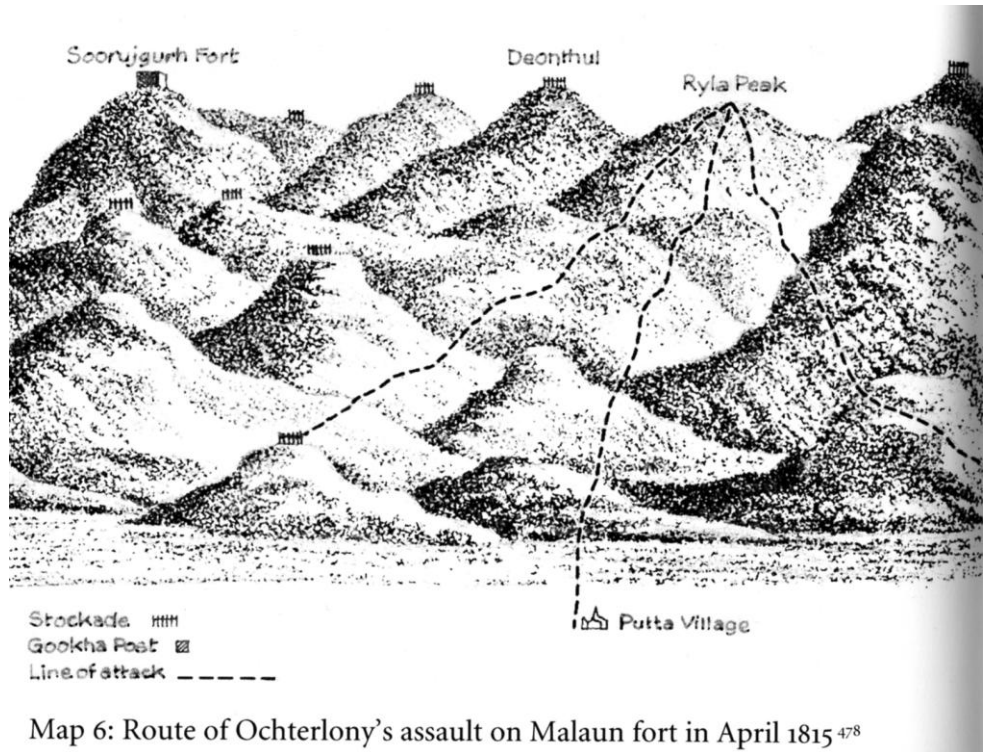 Soorujgurh Fort
Deonthul
Ryla Peak
Putta Village
Stockade
Gookha Post
Line of attack
Map 6: Route of Ochterlony's assault on Malaun fort in April 1815 478